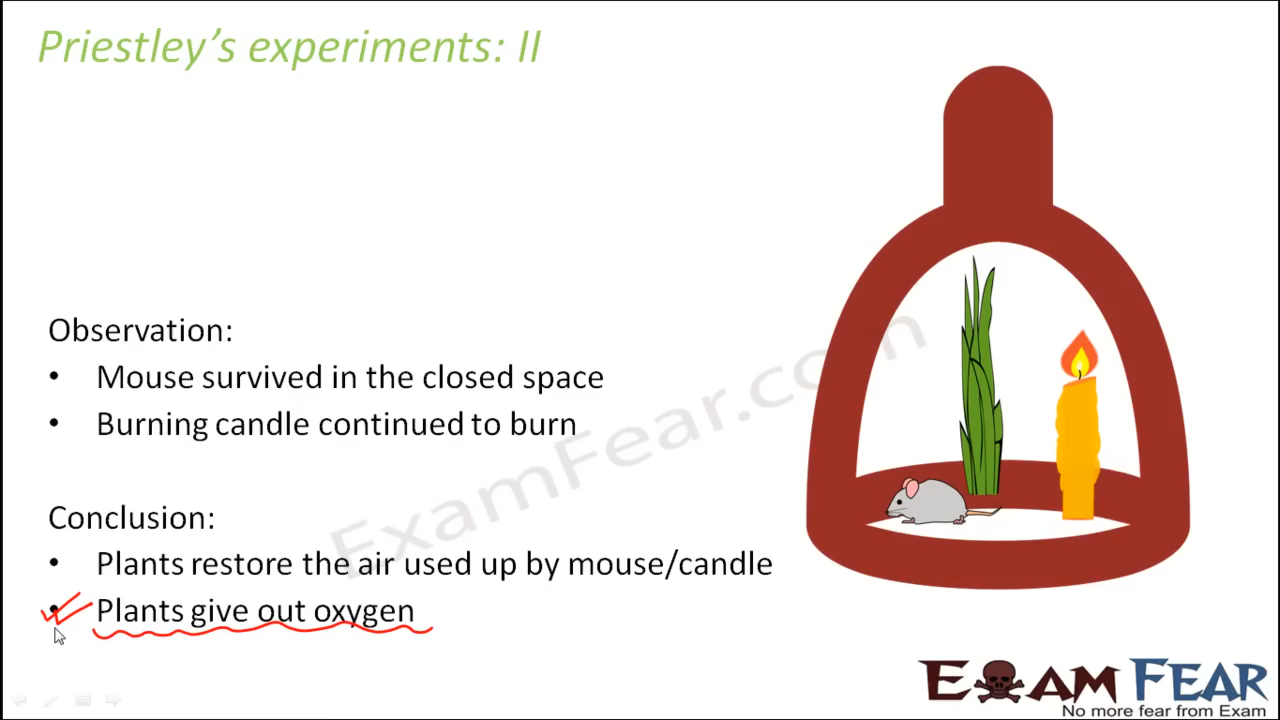 Priestley's experiments: II
Observation:
• Mouse survived in the closed space
• Burning candle continued to burn
Conclusion:
• Plants restore the air used up by mouse/candle
• Plants give out oxygen
ExamFear.com
EXAM FEAR
No more fear from Exam